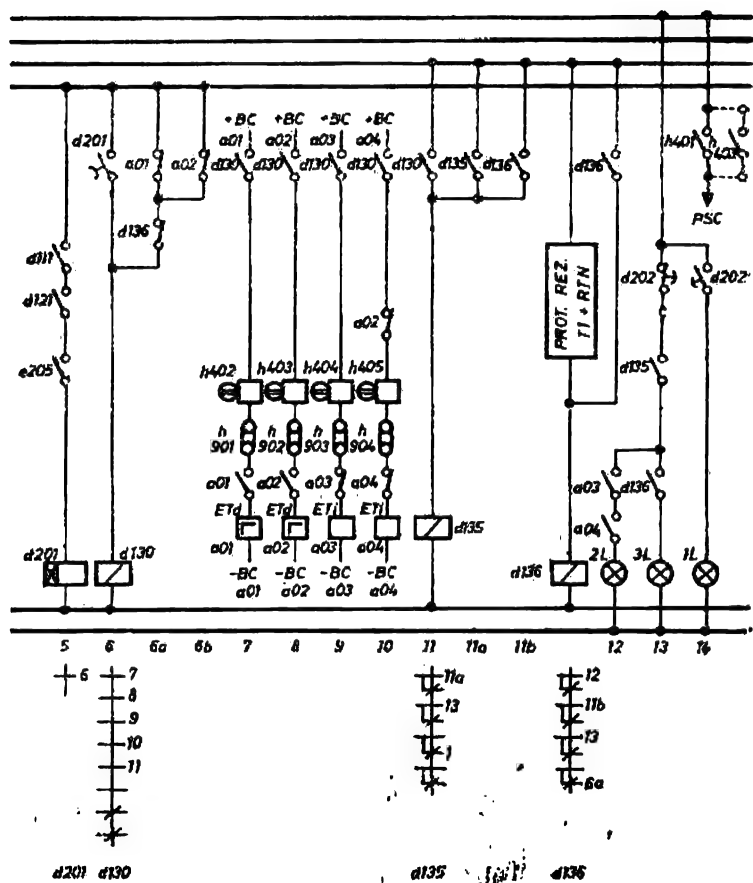 +BC +BC +BC +BC
d201 a01 a02 a03 a04 h401 h403
a01 a02 d130 d130 d130 d130 d130 d135 d136 d136
PSC
d136
d111
d202 d202
d121
PROT. REZ.
TI + RTN
a02
e205
h402 h403 h404 h405 d135
h h h h
901 902 903 904
a01 a02 a03 a04 a03 d136
ETd ETd ETi ETi
a04
d201 d130 a01 a02 a03 a04 d135 d136 2L 3L 1L
-BC -BC -BC -BC
a01 a02 a03 a04
5 6 6a 6b 7 8 9 10 11 11a 11b 12 13 14
6 7 11a 12
8
9 13 11b
10 1 13
11
6a
d201 d130 d135 d136